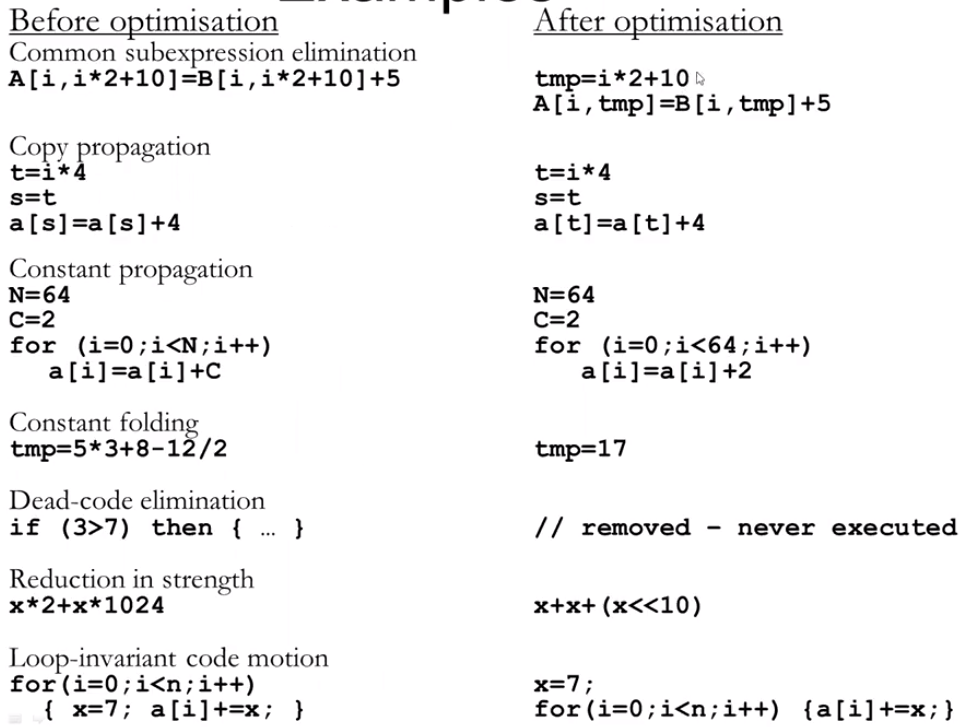 Before optimisation After optimisation
Common subexpression elimination
A[i,i*2+10]=B[i,i*2+10]+5 tmp=i*2+10
A[i,tmp]=B[i,tmp]+5
Copy propagation
t=i*4 t=i*4
s=t s=t
a[s]=a[s]+4 a[t]=a[t]+4
Constant propagation
N=64 N=64
C=2 C=2
for (i=0;i<N;i++) for (i=0;i<64;i++)
a[i]=a[i]+C a[i]=a[i]+2
Constant folding
tmp=5*3+8-12/2 tmp=17
Dead-code elimination
if (3>7) then { … } // removed – never executed
Reduction in strength
x*2+x*1024 x+x+(x<<10)
Loop-invariant code motion
for(i=0;i<n;i++) x=7;
{ x=7; a[i]+=x; } for(i=0;i<n;i++) {a[i]+=x;}